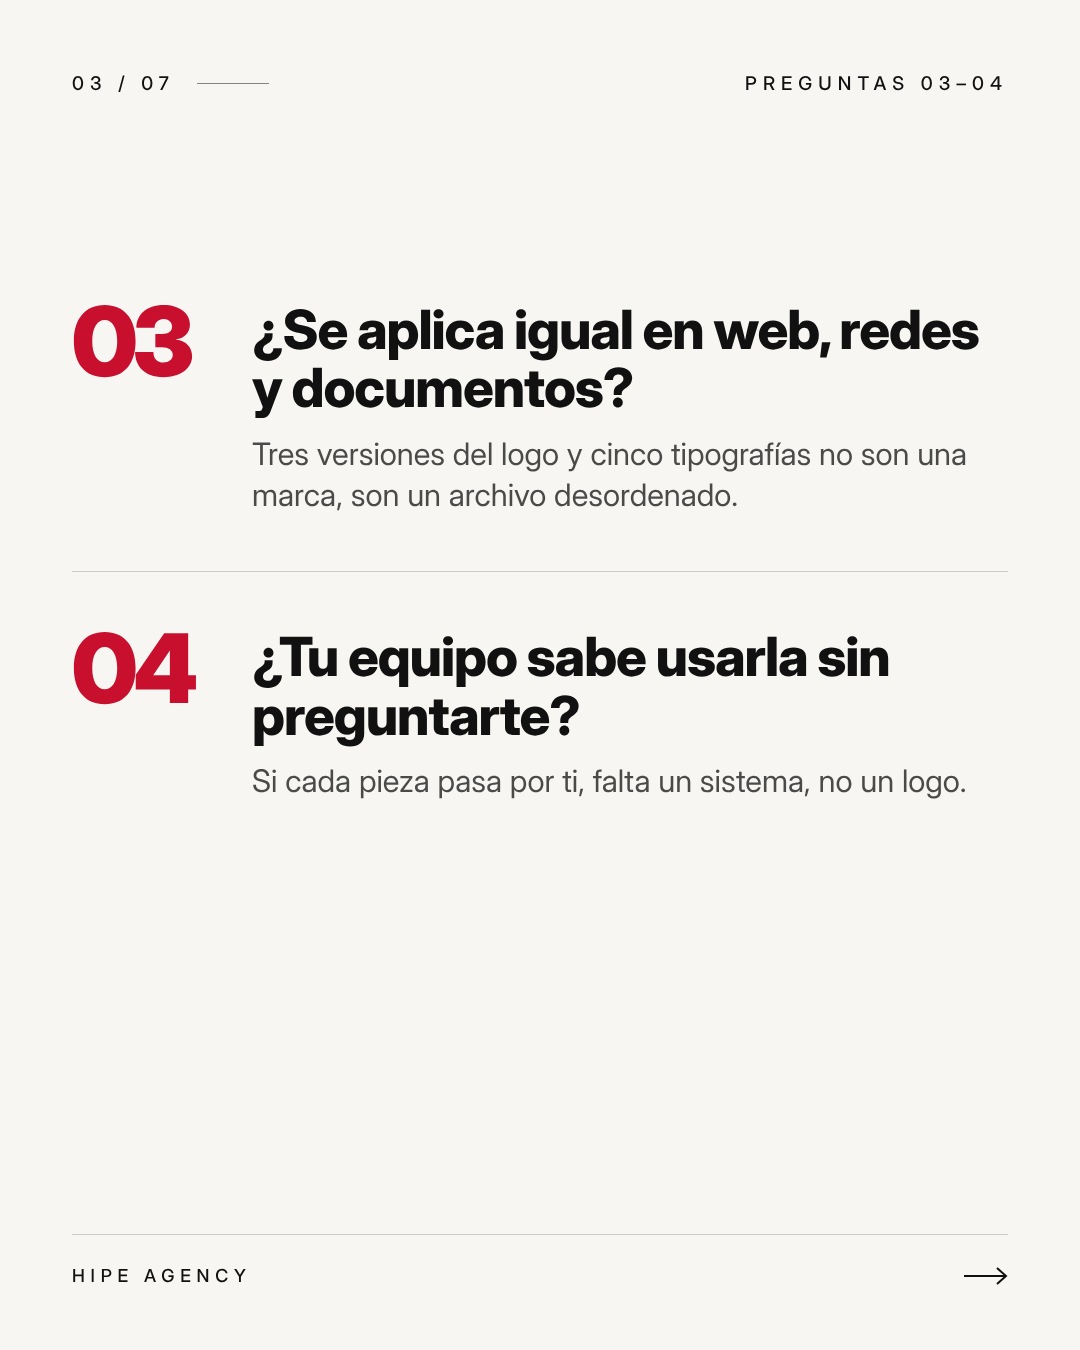 03 / 07
PREGUNTAS 03–04
03
¿Se aplica igual en web, redes
y documentos?
Tres versiones del logo y cinco tipografías no son una
marca, son un archivo desordenado.
04
¿Tu equipo sabe usarla sin
preguntarte?
Si cada pieza pasa por ti, falta un sistema, no un logo.
HIPE AGENCY